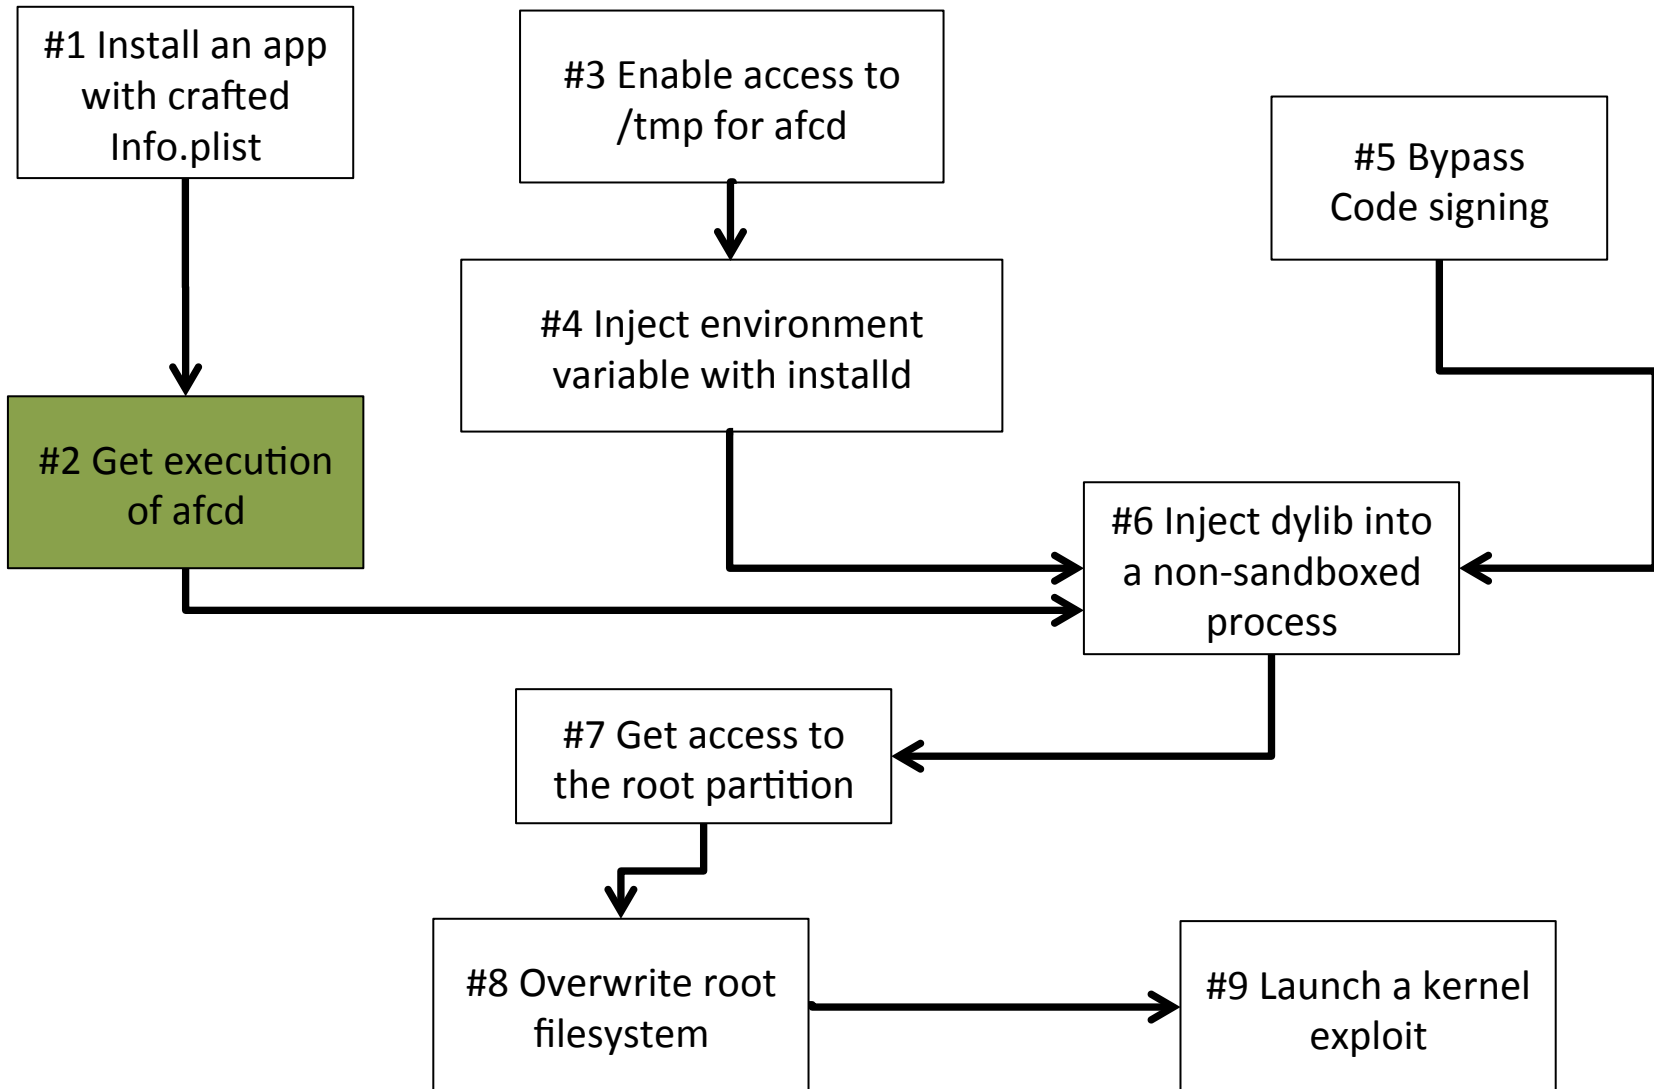 #1 Install an app
with crafted
Info.plist
#2 Get execution
of afcd
#3 Enable access to
/tmp for afcd
#4 Inject environment
variable with installd
#5 Bypass
Code signing
#6 Inject dylib into
a non-sandboxed
process
#7 Get access to
the root partition
#8 Overwrite root
filesystem
#9 Launch a kernel
exploit